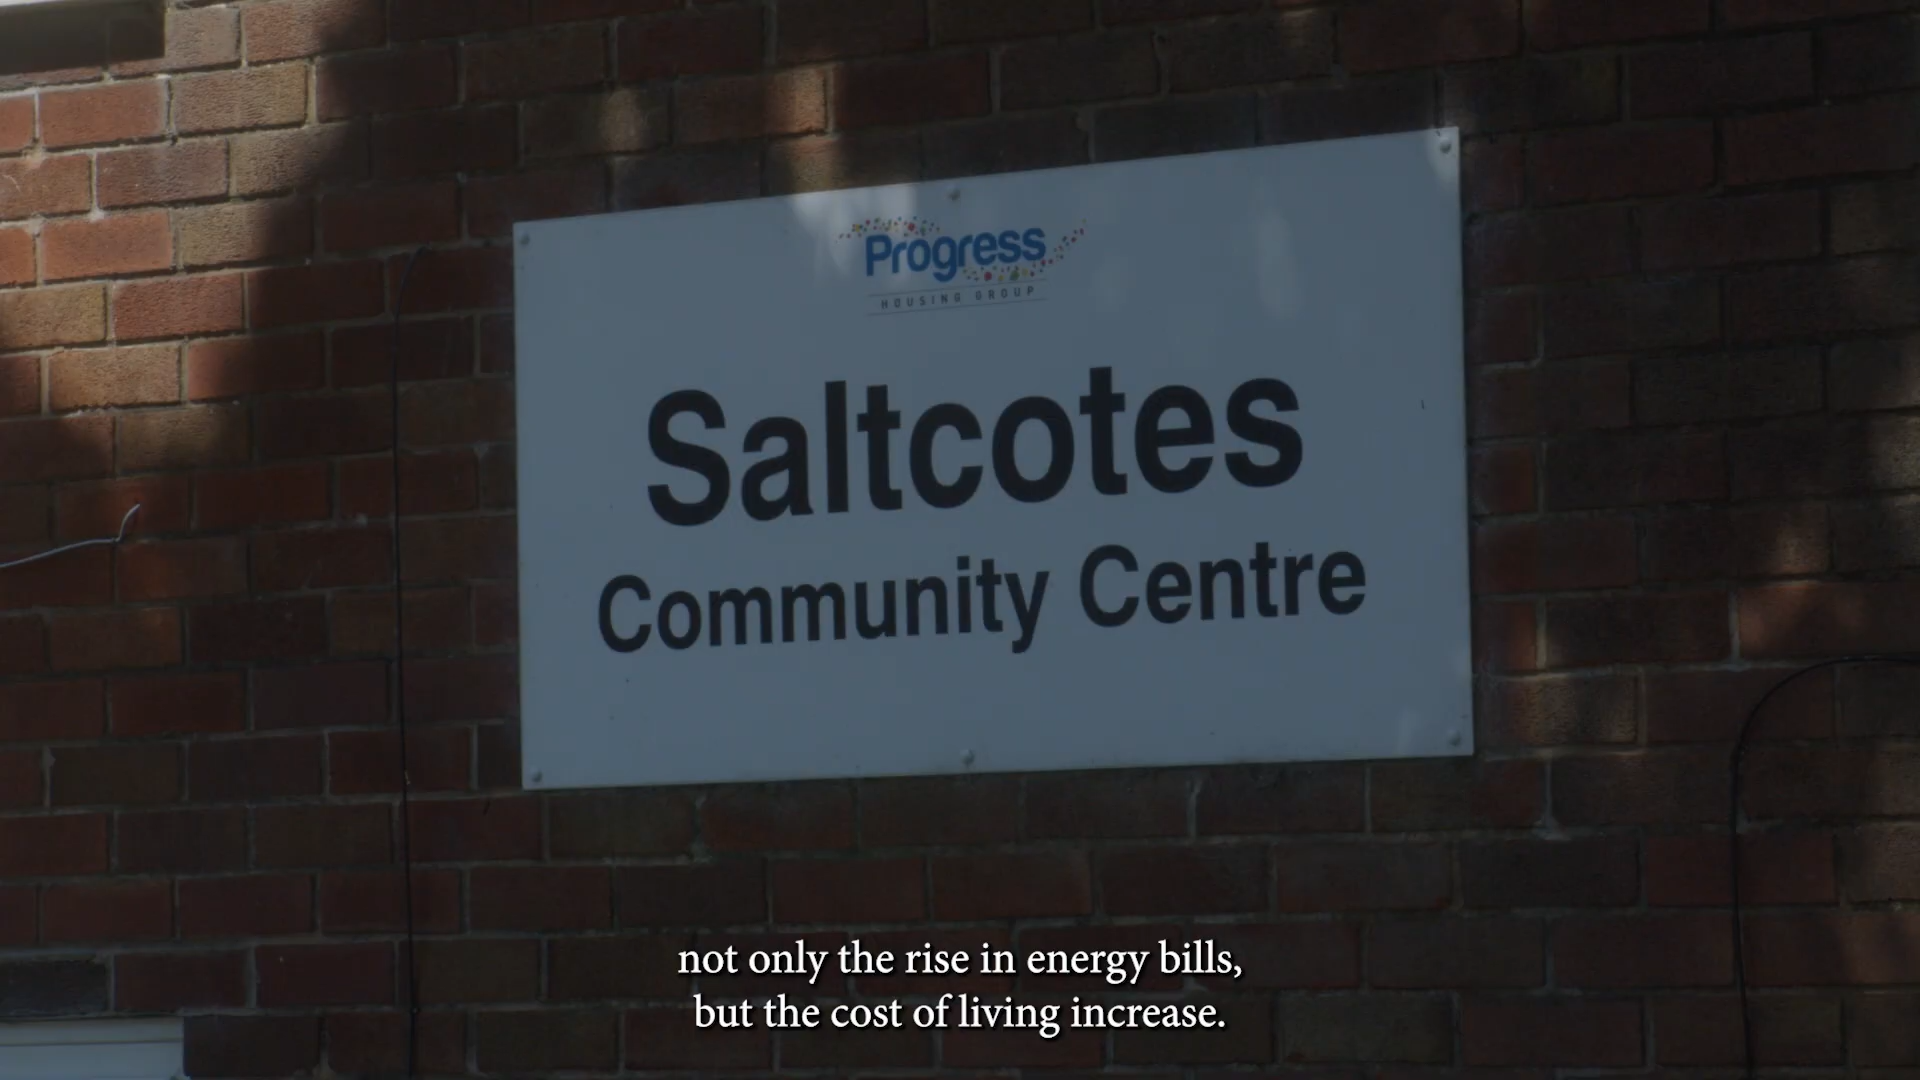 Progress
HOUSING GROUP
Saltcotes
Community Centre
not only the rise in energy bills,
but the cost of living increase.